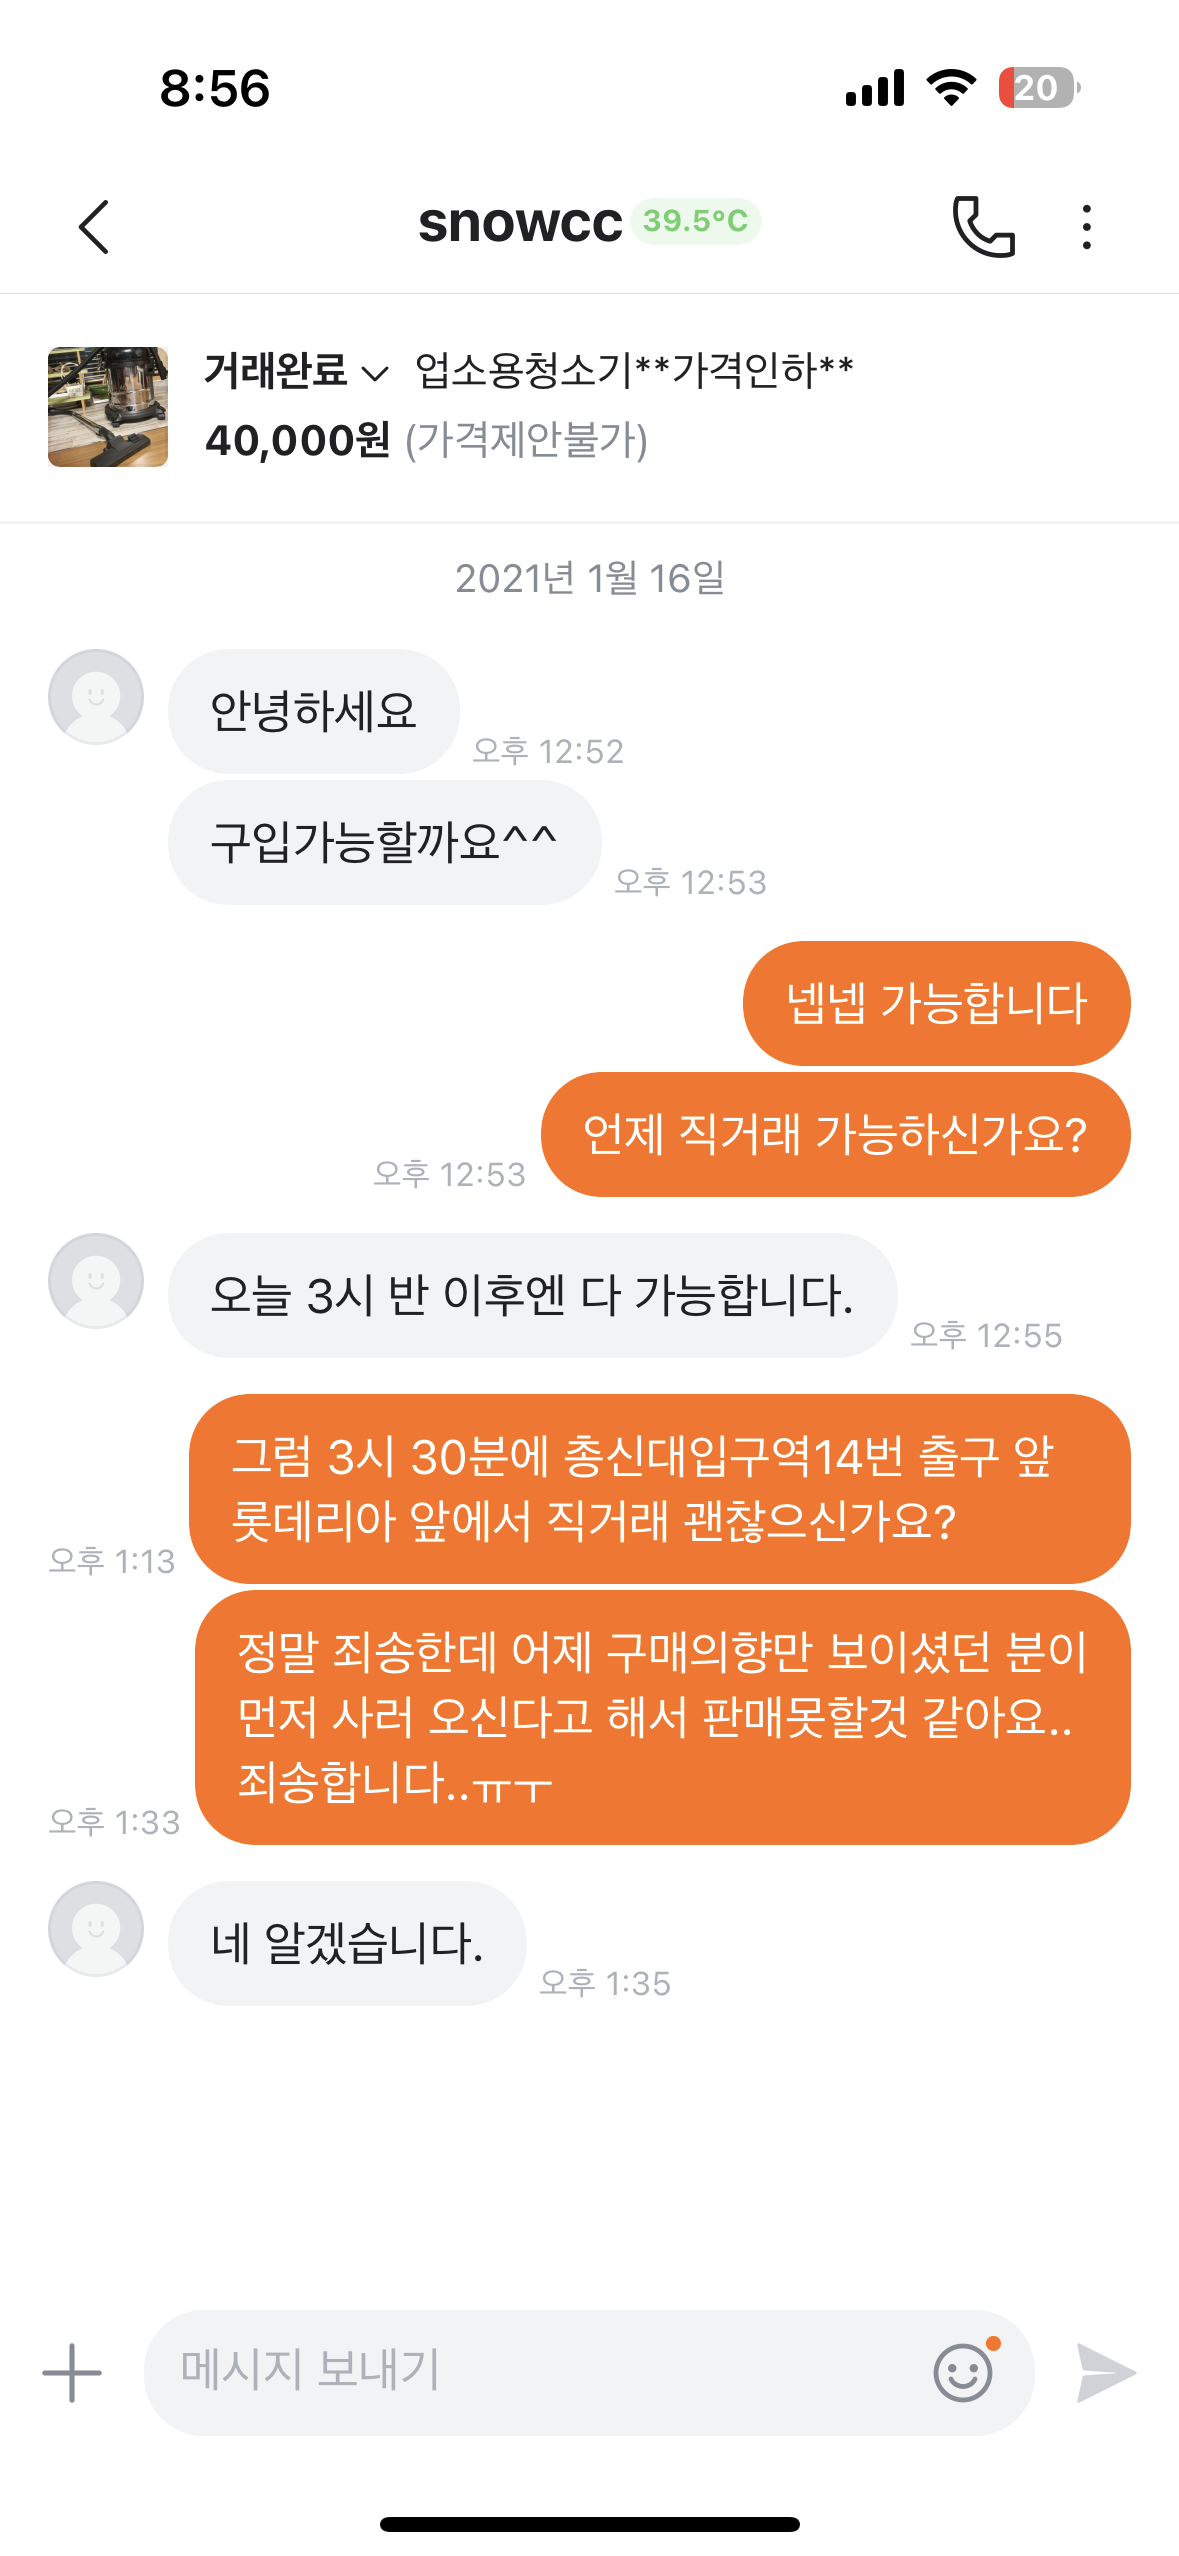 8:56
20
snowcc 39.5°C
거래완료 업소용청소기**가격인하**
40,000원 (가격제안불가)
2021년 1월 16일
안녕하세요
오후 12:52
구입가능할까요^^
오후 12:53
넵넵 가능합니다
언제 직거래 가능하신가요?
오후 12:53
오늘 3시 반 이후엔 다 가능합니다.
오후 12:55
그럼 3시 30분에 총신대입구역14번 출구 앞
롯데리아 앞에서 직거래 괜찮으신가요?
오후 1:13
정말 죄송한데 어제 구매의향만 보이셨던 분이
먼저 사러 오신다고 해서 판매못할것 같아요..
죄송합니다..ㅠㅜ
오후 1:33
네 알겠습니다.
오후 1:35
메시지 보내기